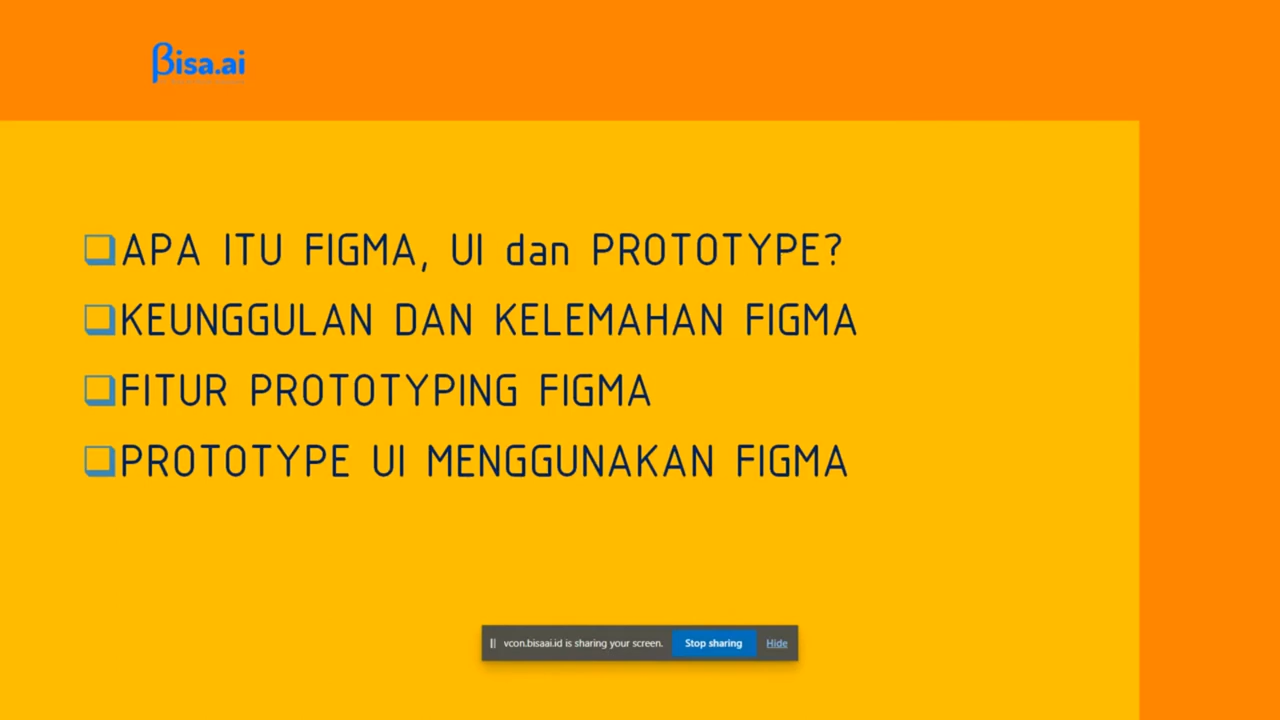 βisa.ai
APA ITU FIGMA, UI dan PROTOTYPE?
KEUNGGULAN DAN KELEMAHAN FIGMA
FITUR PROTOTYPING FIGMA
PROTOTYPE UI MENGGUNAKAN FIGMA
vcon.bisaai.id is sharing your screen. Stop sharing Hide